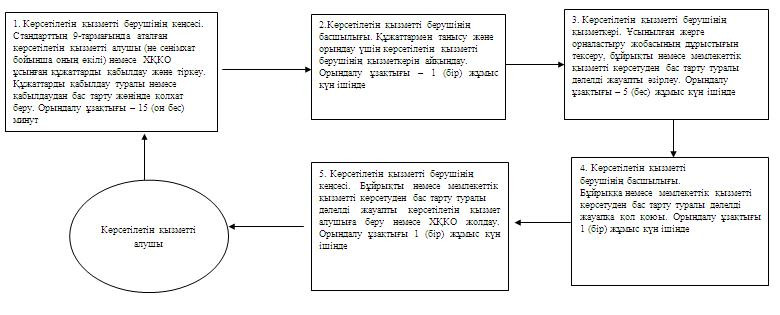 1. Көрсетілетін қызметті берушінің кеңсесі.
Стандарттың 9-тармағында аталған
көрсетілетін қызметті алушы (не сенімхат
бойынша оның өкілі) немесе ХҚКО
ұсынған құжаттарды қабылдау және тіркеу.
Құжаттарды қабылдау туралы немесе
қабылдаудан бас тарту жөнінде қолхат
беру. Орындалу ұзақтығы – 15 (он бес)
минут
2.Көрсетілетін қызметті берушінің
басшылығы. Құжаттармен танысу және
орындау үшін көрсетілетін қызметті
берушінің қызметкерін айқындау.
Орындалу ұзақтығы – 1 (бір) жұмыс
күн ішінде
3. Көрсетілетін қызметті берушінің
қызметкері. Ұсынылған жерге
орналастыру жобасының дұрыстығын
тексеру, бұйрықты немесе мемлекеттік
қызметті көрсетуден бас тарту туралы
дәлелді жауапты әзірлеу. Орындалу
ұзақтығы – 5 (бес) жұмыс күн ішінде
4. Көрсетілетін қызметті
берушінің басшылығы.
Бұйрыққа немесе мемлекеттік қызметті
көрсетуден бас тарту туралы дәлелді
жауапқа қол қоюы. Орындалу ұзақтығы
1 (бір) жұмыс күн ішінде
5. Көрсетілетін қызметті берушінің
кеңсесі. Бұйрықты немесе мемлекеттік
қызметті көрсетуден бас тарту туралы
дәлелді жауапты көрсетілетін қызмет
алушыға беру немесе ХҚКО жолдау.
Орындалу ұзақтығы 1 (бір) жұмыс күн
ішінде
Көрсетілетін қызметті
алушы